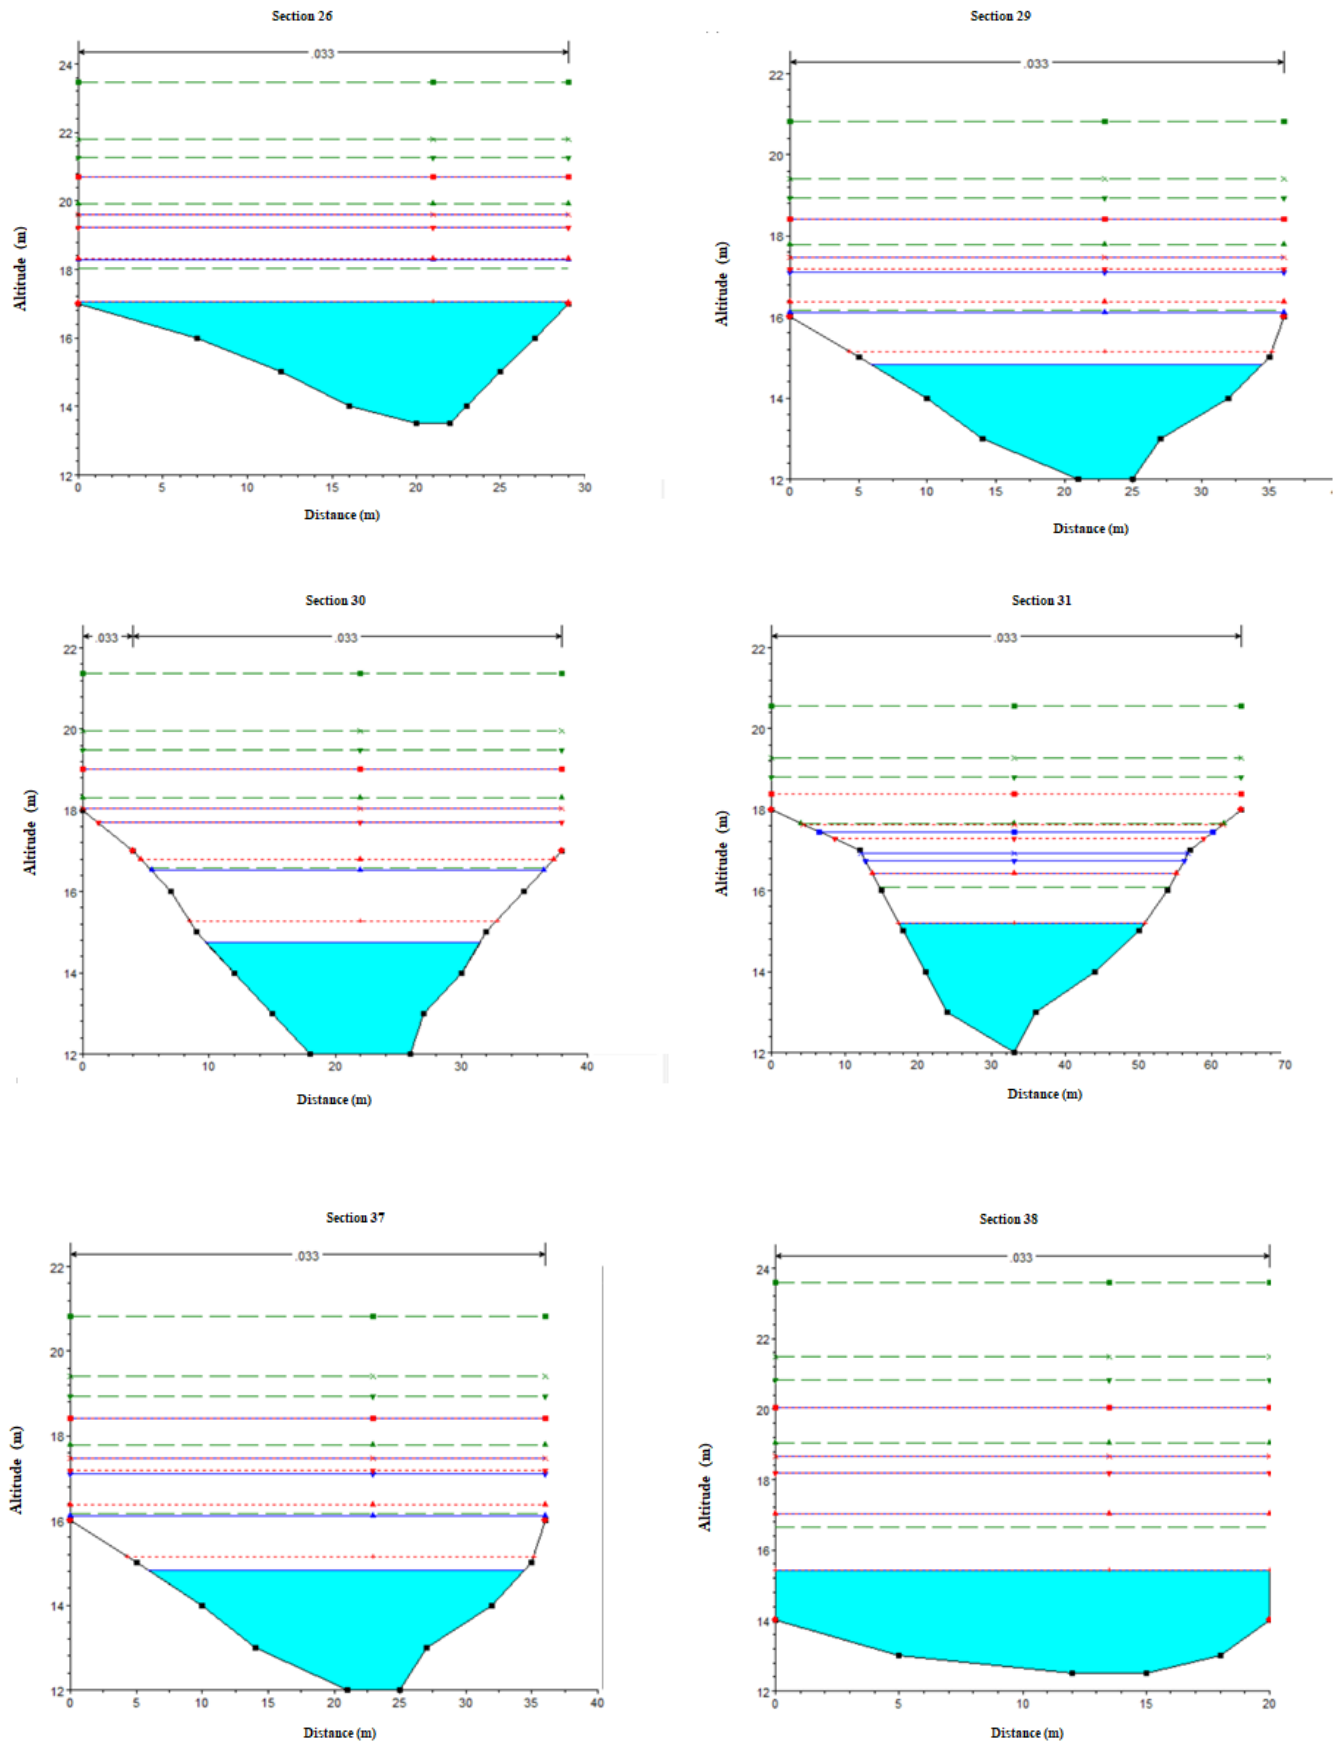 Section 26
.033
24
22
20
18
16
14
12
0 5 10 15 20 25 30
Altitude (m)
Distance (m)
Section 29
.033
22
20
18
16
14
12
0 5 10 15 20 25 30 35
Altitude (m)
Distance (m)
Section 30
.033 .033
22
20
18
16
14
12
0 10 20 30 40
Altitude (m)
Distance (m)
Section 31
.033
22
20
18
16
14
12
0 10 20 30 40 50 60 70
Altitude (m)
Distance (m)
Section 37
.033
22
20
18
16
14
12
0 5 10 15 20 25 30 35 40
Altitude (m)
Distance (m)
Section 38
.033
24
22
20
18
16
14
12
0 5 10 15 20
Altitude (m)
Distance (m)